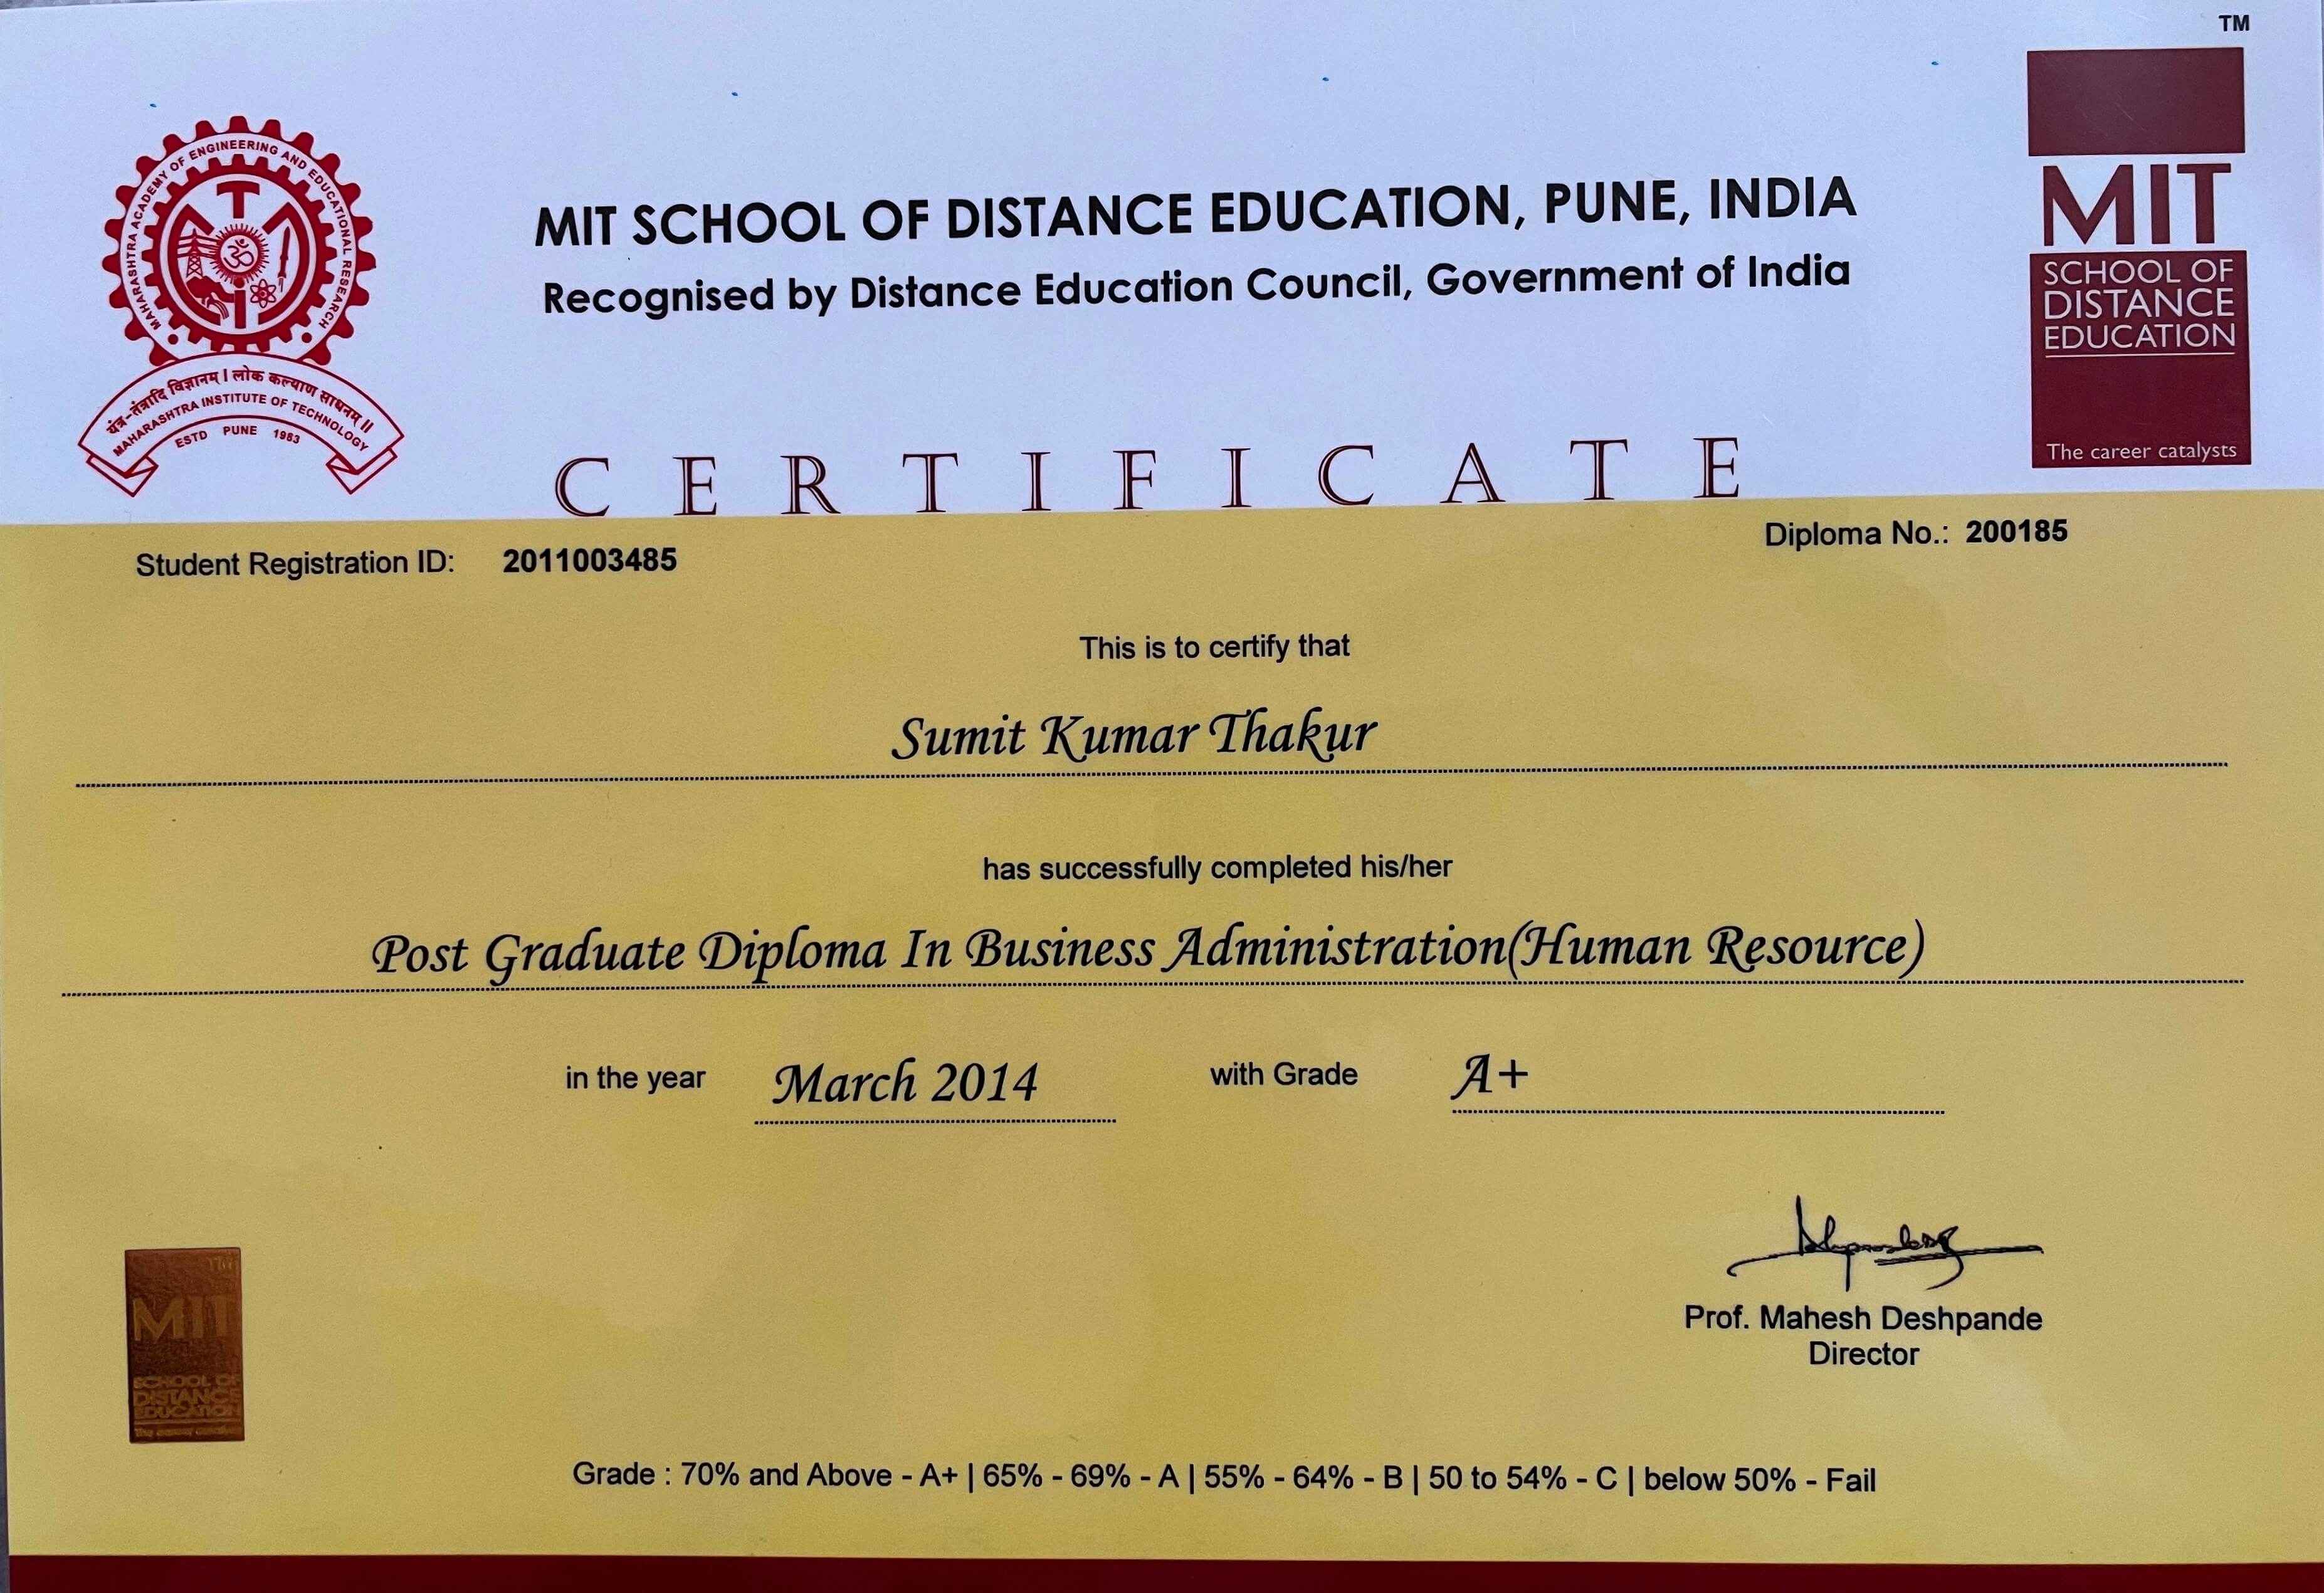 TM
MAHARASHTRA ACADEMY OF ENGINEERING AND EDUCATIONAL RESEARCH
MIT
ॐ
यंत्र-तंत्रादि विज्ञानम् । लोक कल्याण साधनम् ॥
MAHARASHTRA INSTITUTE OF TECHNOLOGY
ESTD PUNE 1983
MIT SCHOOL OF DISTANCE EDUCATION, PUNE, INDIA
Recognised by Distance Education Council, Government of India
MIT
SCHOOL OF
DISTANCE
EDUCATION
The career catalysts
CERTIFICATE
Student Registration ID: 2011003485
Diploma No.: 200185
This is to certify that
Sumit Kumar Thakur
has successfully completed his/her
Post Graduate Diploma In Business Administration(Human Resource)
in the year March 2014 with Grade A+
Prof. Mahesh Deshpande
Director
TM
MIT
SCHOOL OF
DISTANCE
EDUCATION
The career catalysts
Grade : 70% and Above - A+ | 65% - 69% - A | 55% - 64% - B | 50 to 54% - C | below 50% - Fail